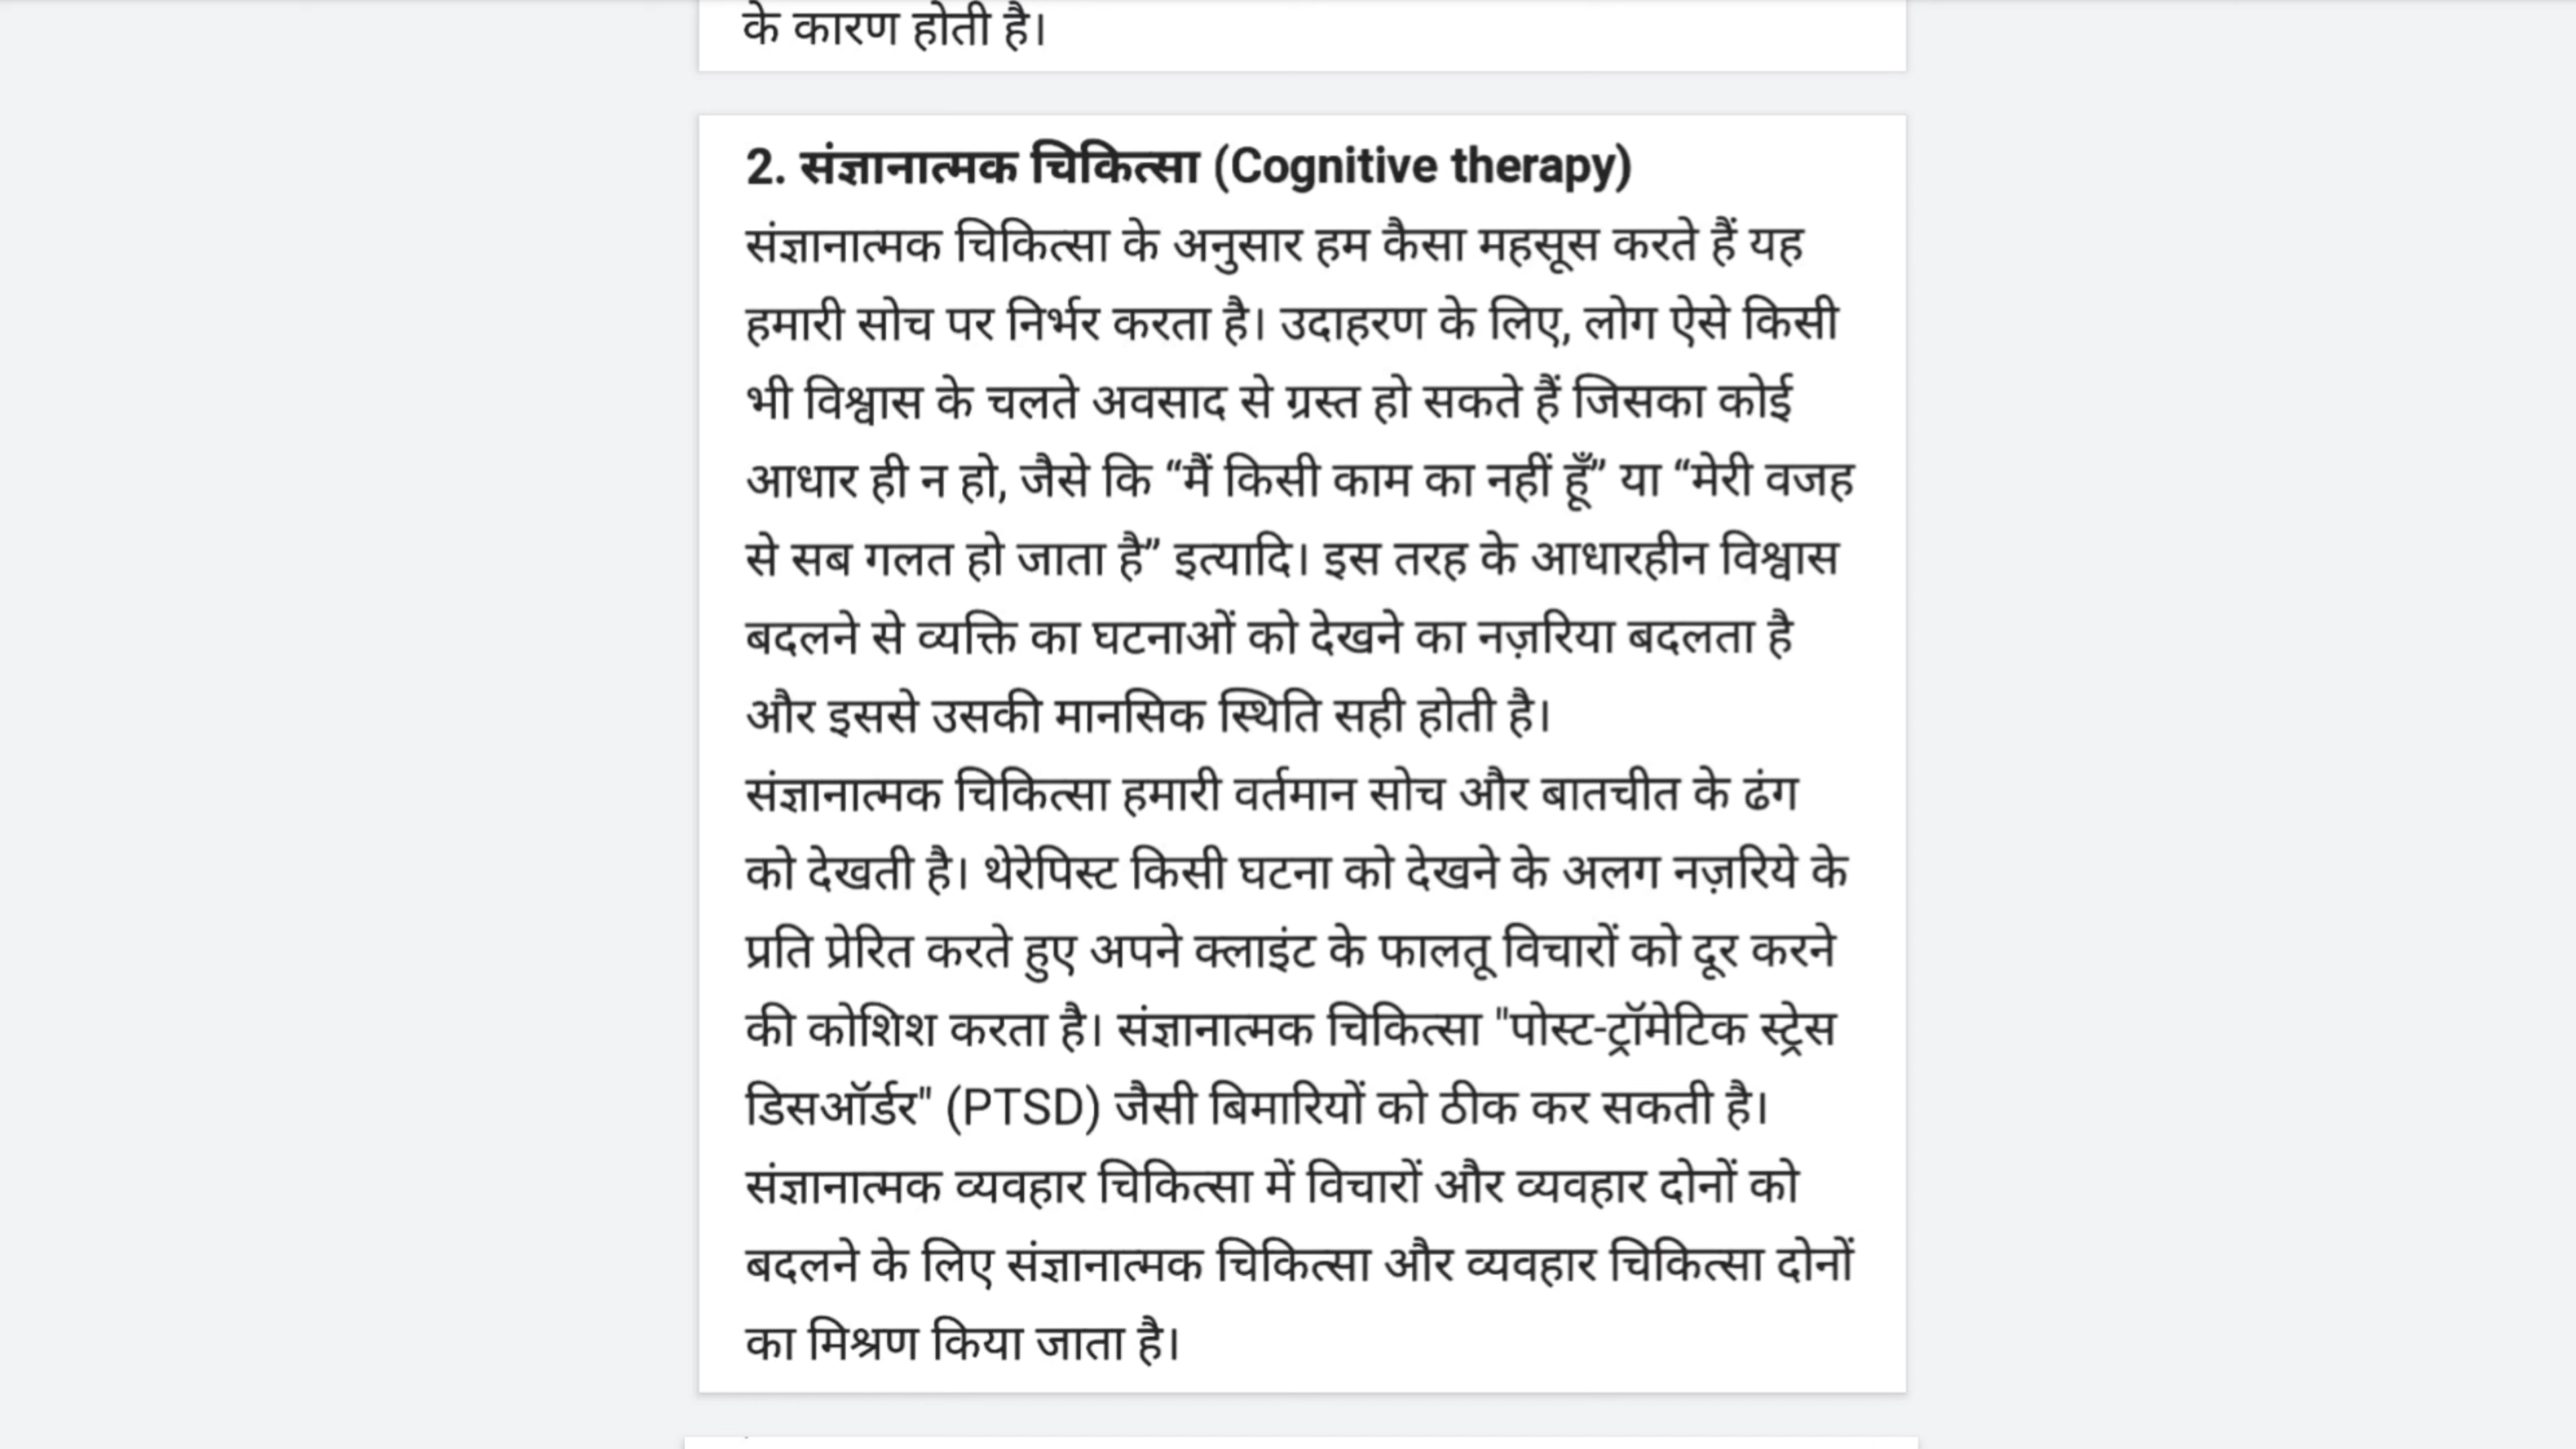 के कारण होती है।
2. संज्ञानात्मक चिकित्सा (Cognitive therapy)
संज्ञानात्मक चिकित्सा के अनुसार हम कैसा महसूस करते हैं यह
हमारी सोच पर निर्भर करता है। उदाहरण के लिए, लोग ऐसे किसी
भी विश्वास के चलते अवसाद से ग्रस्त हो सकते हैं जिसका कोई
आधार ही न हो, जैसे कि “मैं किसी काम का नहीं हूँ” या “मेरी वजह
से सब गलत हो जाता है” इत्यादि। इस तरह के आधारहीन विश्वास
बदलने से व्यक्ति का घटनाओं को देखने का नज़रिया बदलता है
और इससे उसकी मानसिक स्थिति सही होती है।
संज्ञानात्मक चिकित्सा हमारी वर्तमान सोच और बातचीत के ढंग
को देखती है। थेरेपिस्ट किसी घटना को देखने के अलग नज़रिये के
प्रति प्रेरित करते हुए अपने क्लाइंट के फालतू विचारों को दूर करने
की कोशिश करता है। संज्ञानात्मक चिकित्सा "पोस्ट-ट्रॉमेटिक स्ट्रेस
डिसऑर्डर" (PTSD) जैसी बिमारियों को ठीक कर सकती है।
संज्ञानात्मक व्यवहार चिकित्सा में विचारों और व्यवहार दोनों को
बदलने के लिए संज्ञानात्मक चिकित्सा और व्यवहार चिकित्सा दोनों
का मिश्रण किया जाता है।